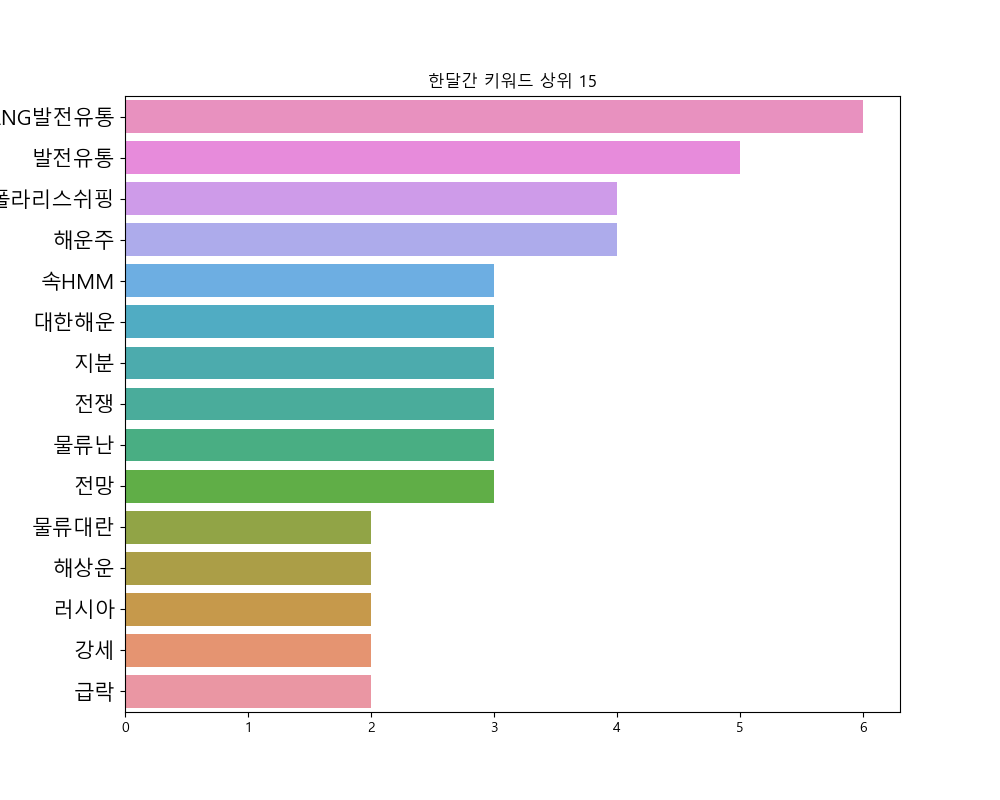 한달간 키워드 상위 15
NG발전유통
발전유통
폴라리스쉬핑
해운주
속HMM
대한해운
지분
전쟁
물류난
전망
물류대란
해상운
러시아
강세
급락
0 1 2 3 4 5 6